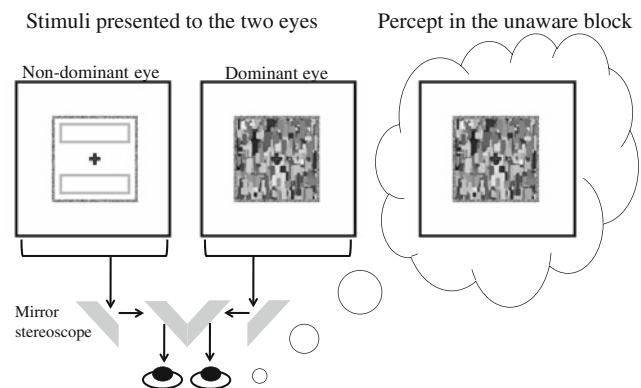 Stimuli presented to the two eyes
Percept in the unaware block
Non-dominant eye
Dominant eye
Mirror
stereoscope